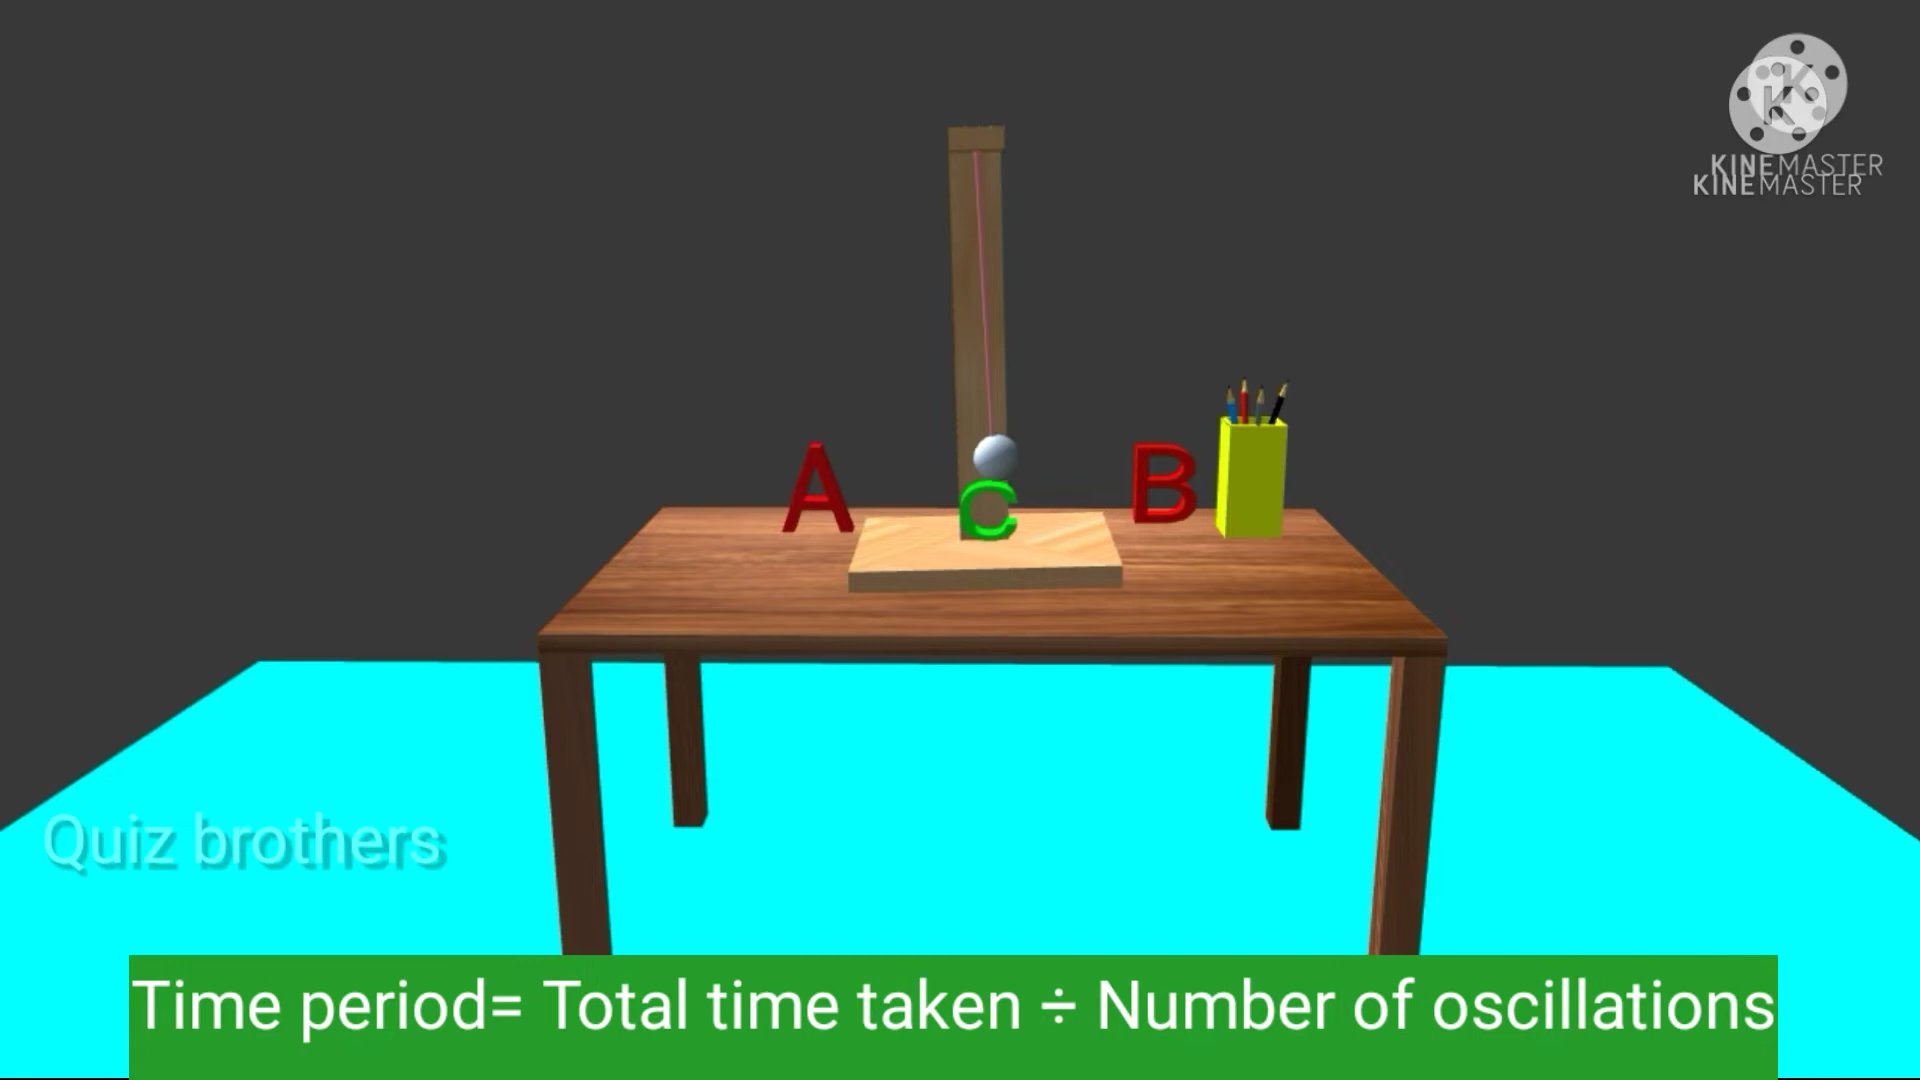 KINEMASTER
KINEMASTER
A
B
C
Quiz brothers
Time period= Total time taken ÷ Number of oscillations